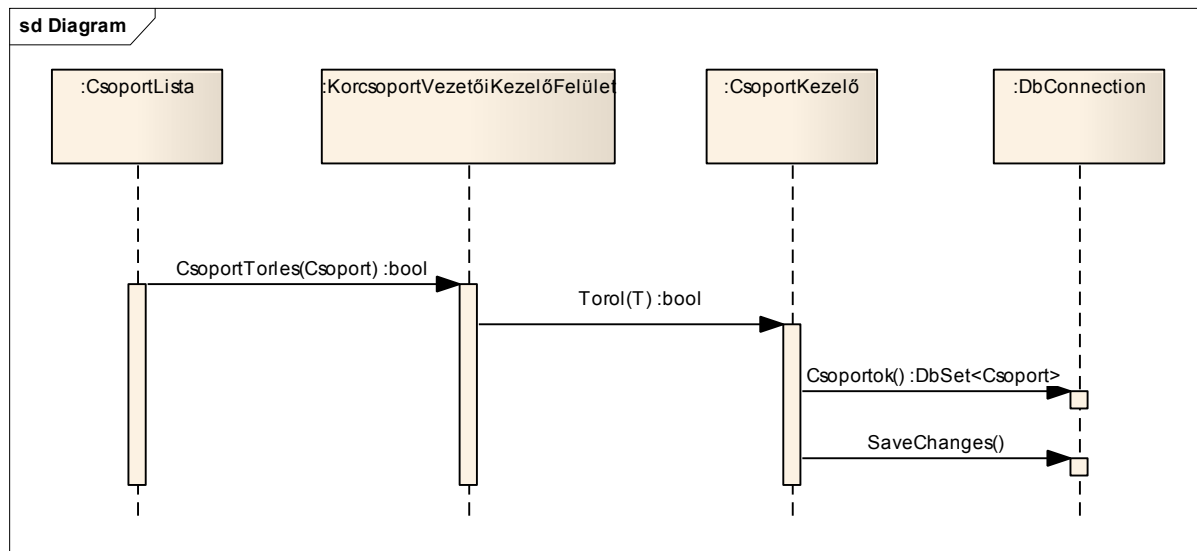 sd Diagram
:CsoportLista
:KorcsoportVezetőiKezelőFelület
:CsoportKezelő
:DbConnection
CsoportTorles(Csoport) :bool
Torol(T) :bool
Csoportok() :DbSet<Csoport>
SaveChanges()